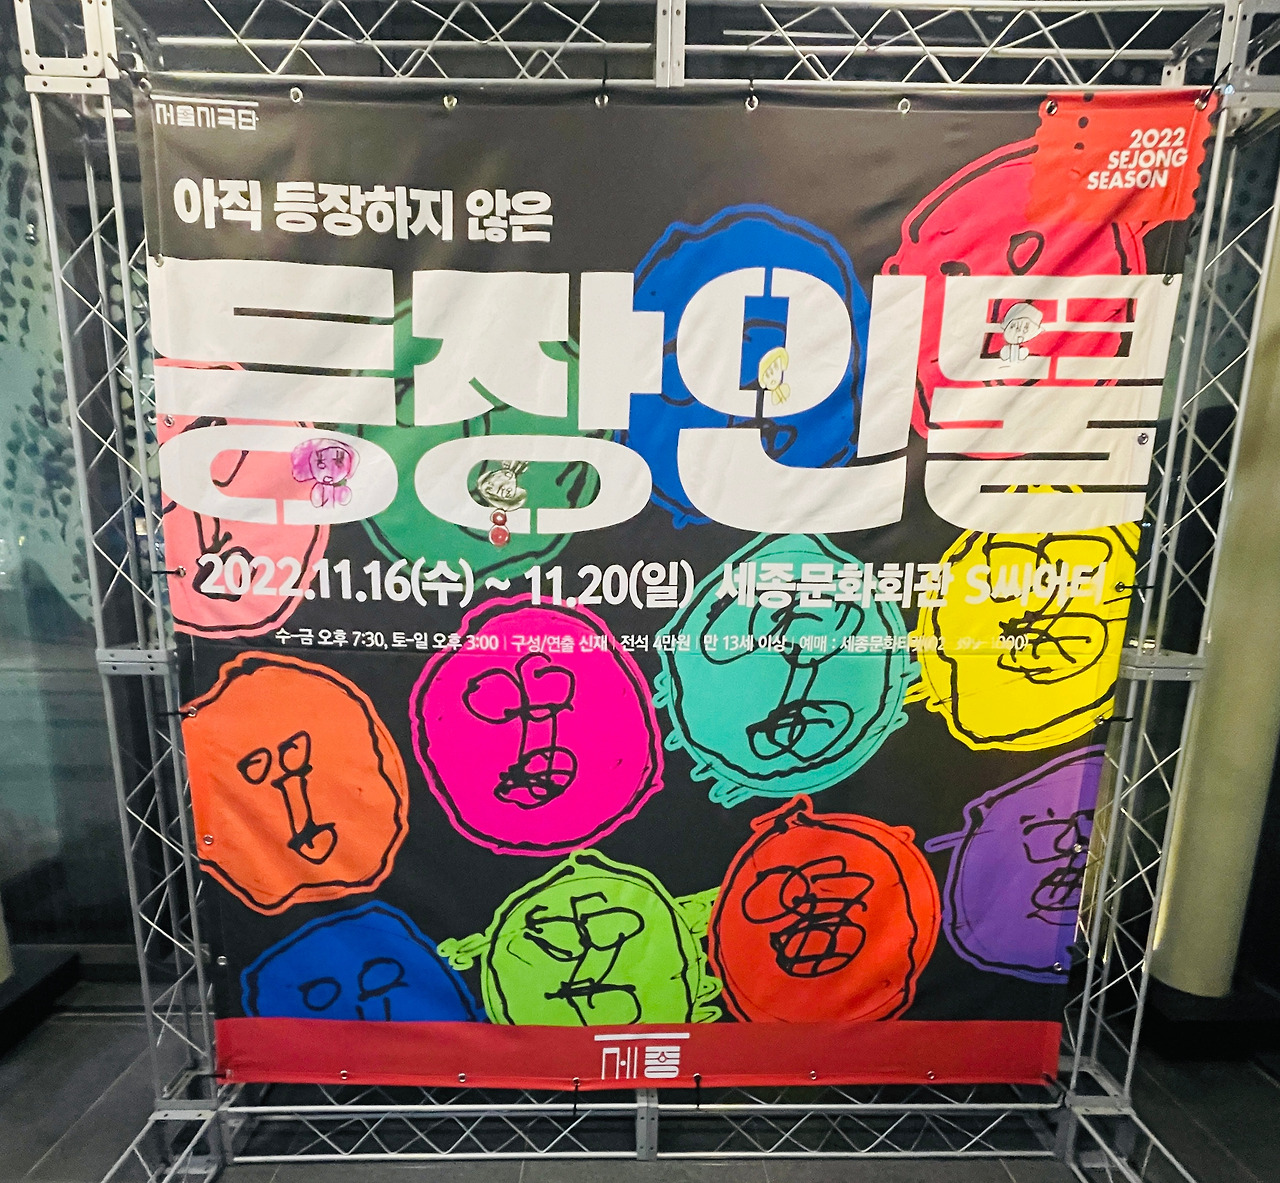 서울시극단
2022
SEJONG
SEASON
아직 등장하지 않은
등장인물
2022.11.16(수) ~ 11.20(일) 세종문화회관 S씨어터
수-금 오후 7:30, 토-일 오후 3:00 | 구성/연출 신재 | 전석 4만원 | 만 13세 이상 | 예매 : 세종문화티켓
세종